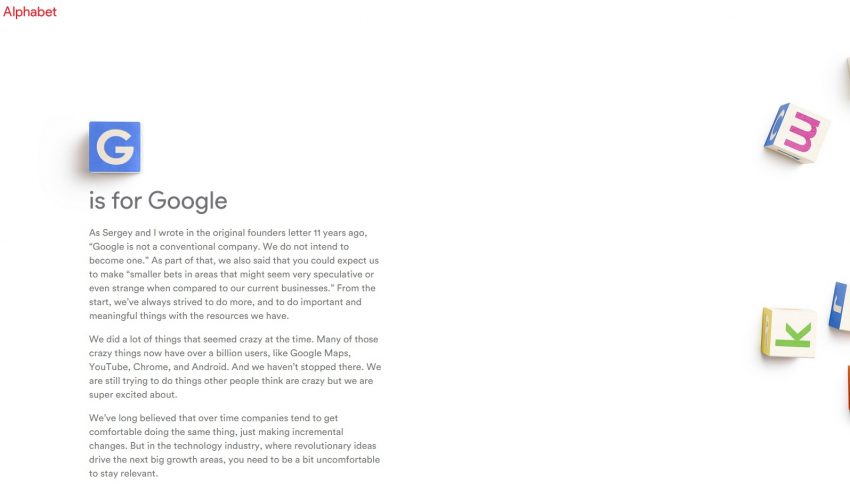 Alphabet
G
is for Google
As Sergey and I wrote in the original founders letter 11 years ago,
“Google is not a conventional company. We do not intend to
become one.” As part of that, we also said that you could expect us
to make “smaller bets in areas that might seem very speculative or
even strange when compared to our current businesses.” From the
start, we’ve always strived to do more, and to do important and
meaningful things with the resources we have.
We did a lot of things that seemed crazy at the time. Many of those
crazy things now have over a billion users, like Google Maps,
YouTube, Chrome, and Android. And we haven’t stopped there. We
are still trying to do things other people think are crazy but we are
super excited about.
We’ve long believed that over time companies tend to get
comfortable doing the same thing, just making incremental
changes. But in the technology industry, where revolutionary ideas
drive the next big growth areas, you need to be a bit uncomfortable
to stay relevant.
m
k
r